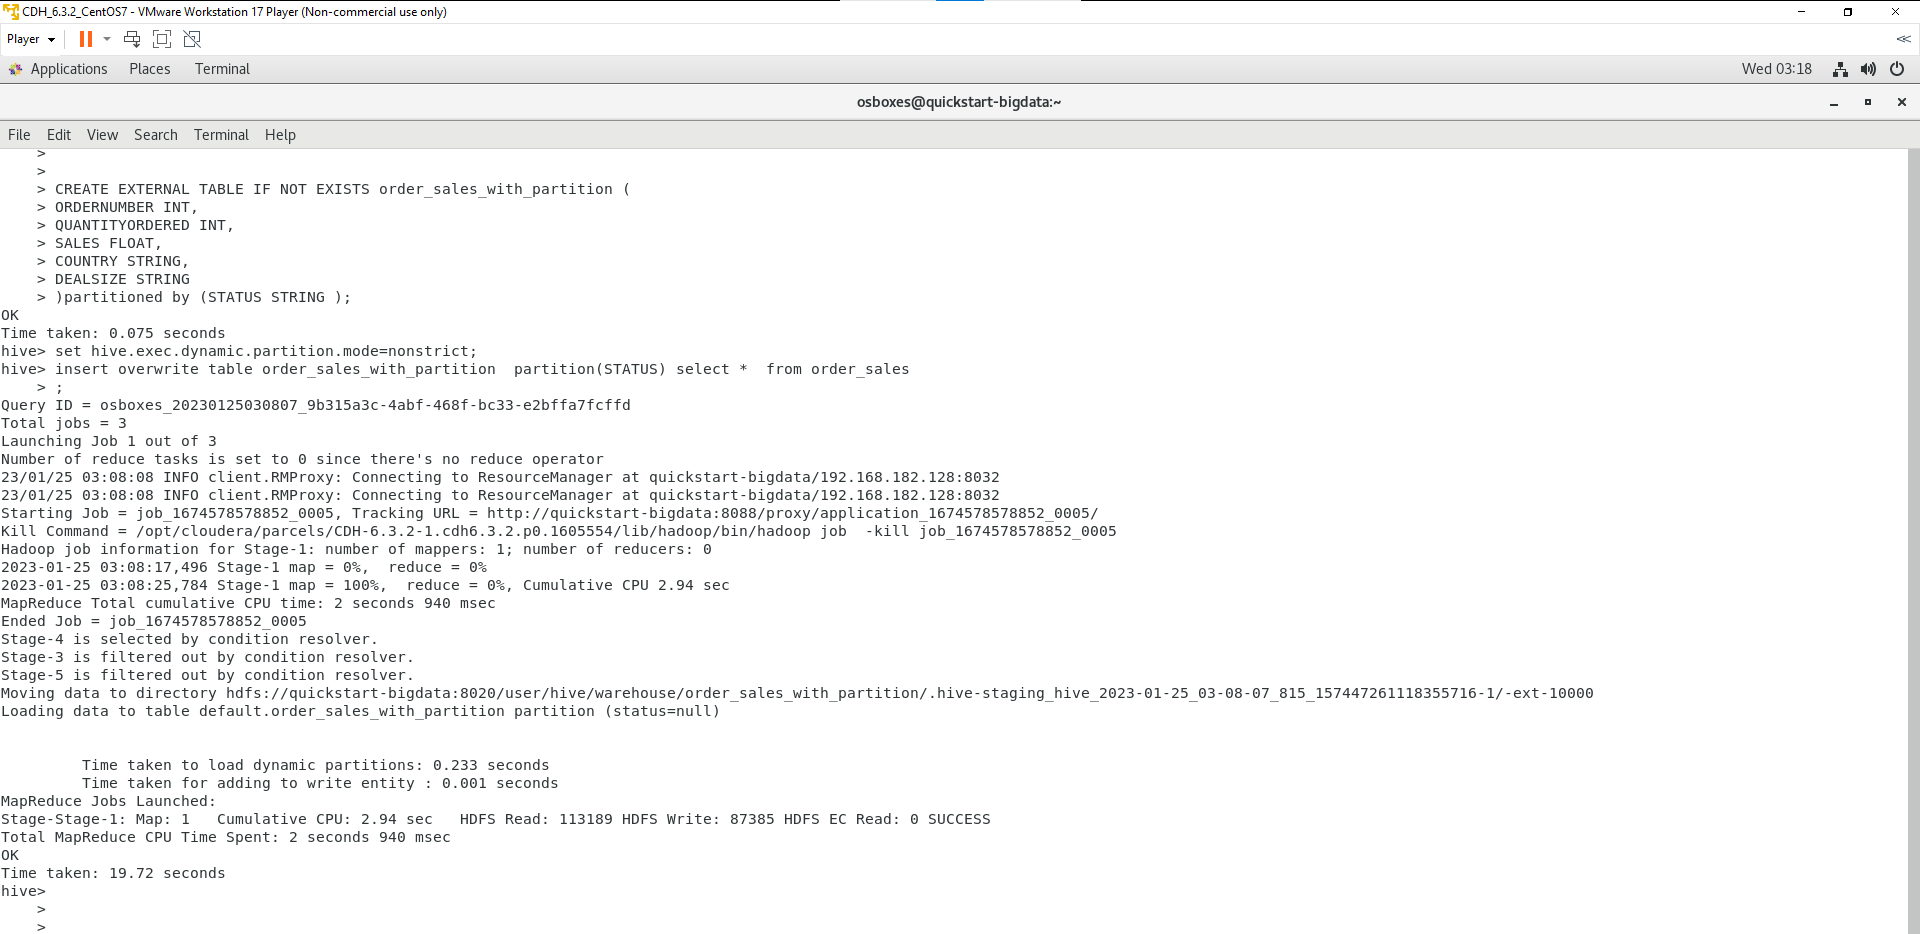 CDH_6.3.2_CentOS7 - VMware Workstation 17 Player (Non-commercial use only)
Player
Applications Places Terminal Wed 03:18
osboxes@quickstart-bigdata:~
File Edit View Search Terminal Help
    >
    >
    > CREATE EXTERNAL TABLE IF NOT EXISTS order_sales_with_partition (
    > ORDERNUMBER INT,
    > QUANTITYORDERED INT,
    > SALES FLOAT,
    > COUNTRY STRING,
    > DEALSIZE STRING
    > )partitioned by (STATUS STRING );
OK
Time taken: 0.075 seconds
hive> set hive.exec.dynamic.partition.mode=nonstrict;
hive> insert overwrite table order_sales_with_partition  partition(STATUS) select *  from order_sales
    > ;
Query ID = osboxes_20230125030807_9b315a3c-4abf-468f-bc33-e2bffa7fcffd
Total jobs = 3
Launching Job 1 out of 3
Number of reduce tasks is set to 0 since there's no reduce operator
23/01/25 03:08:08 INFO client.RMProxy: Connecting to ResourceManager at quickstart-bigdata/192.168.182.128:8032
23/01/25 03:08:08 INFO client.RMProxy: Connecting to ResourceManager at quickstart-bigdata/192.168.182.128:8032
Starting Job = job_1674578578852_0005, Tracking URL = http://quickstart-bigdata:8088/proxy/application_1674578578852_0005/
Kill Command = /opt/cloudera/parcels/CDH-6.3.2-1.cdh6.3.2.p0.1605554/lib/hadoop/bin/hadoop job  -kill job_1674578578852_0005
Hadoop job information for Stage-1: number of mappers: 1; number of reducers: 0
2023-01-25 03:08:17,496 Stage-1 map = 0%,  reduce = 0%
2023-01-25 03:08:25,784 Stage-1 map = 100%,  reduce = 0%, Cumulative CPU 2.94 sec
MapReduce Total cumulative CPU time: 2 seconds 940 msec
Ended Job = job_1674578578852_0005
Stage-4 is selected by condition resolver.
Stage-3 is filtered out by condition resolver.
Stage-5 is filtered out by condition resolver.
Moving data to directory hdfs://quickstart-bigdata:8020/user/hive/warehouse/order_sales_with_partition/.hive-staging_hive_2023-01-25_03-08-07_815_157447261118355716-1/-ext-10000
Loading data to table default.order_sales_with_partition partition (status=null)
         Time taken to load dynamic partitions: 0.233 seconds
         Time taken for adding to write entity : 0.001 seconds
MapReduce Jobs Launched:
Stage-Stage-1: Map: 1   Cumulative CPU: 2.94 sec   HDFS Read: 113189 HDFS Write: 87385 HDFS EC Read: 0 SUCCESS
Total MapReduce CPU Time Spent: 2 seconds 940 msec
OK
Time taken: 19.72 seconds
hive>
    >
    >